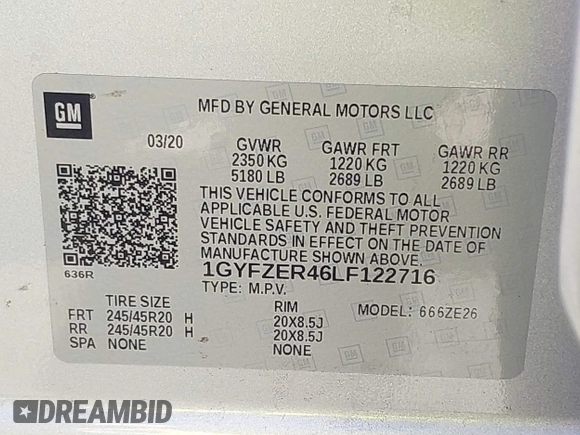 GM
MFD BY GENERAL MOTORS LLC
03/20 GVWR GAWR FRT GAWR RR
2350 KG 1220 KG 1220 KG
5180 LB 2689 LB 2689 LB
THIS VEHICLE CONFORMS TO ALL
APPLICABLE U.S. FEDERAL MOTOR
VEHICLE SAFETY AND THEFT PREVENTION
STANDARDS IN EFFECT ON THE DATE OF
MANUFACTURE SHOWN ABOVE.
636R 1GYFZER46LF122716
TYPE: M.P.V.
TIRE SIZE RIM MODEL: 666ZE26
FRT 245/45R20 H 20X8.5J
RR 245/45R20 H 20X8.5J
SPA NONE NONE
DREAMBID